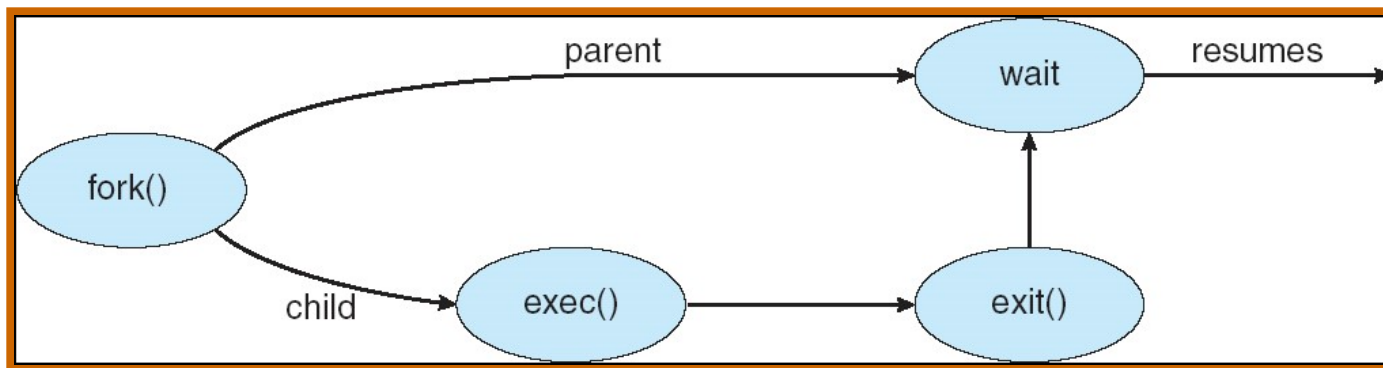 parent
wait
resumes
fork()
child
exec()
exit()